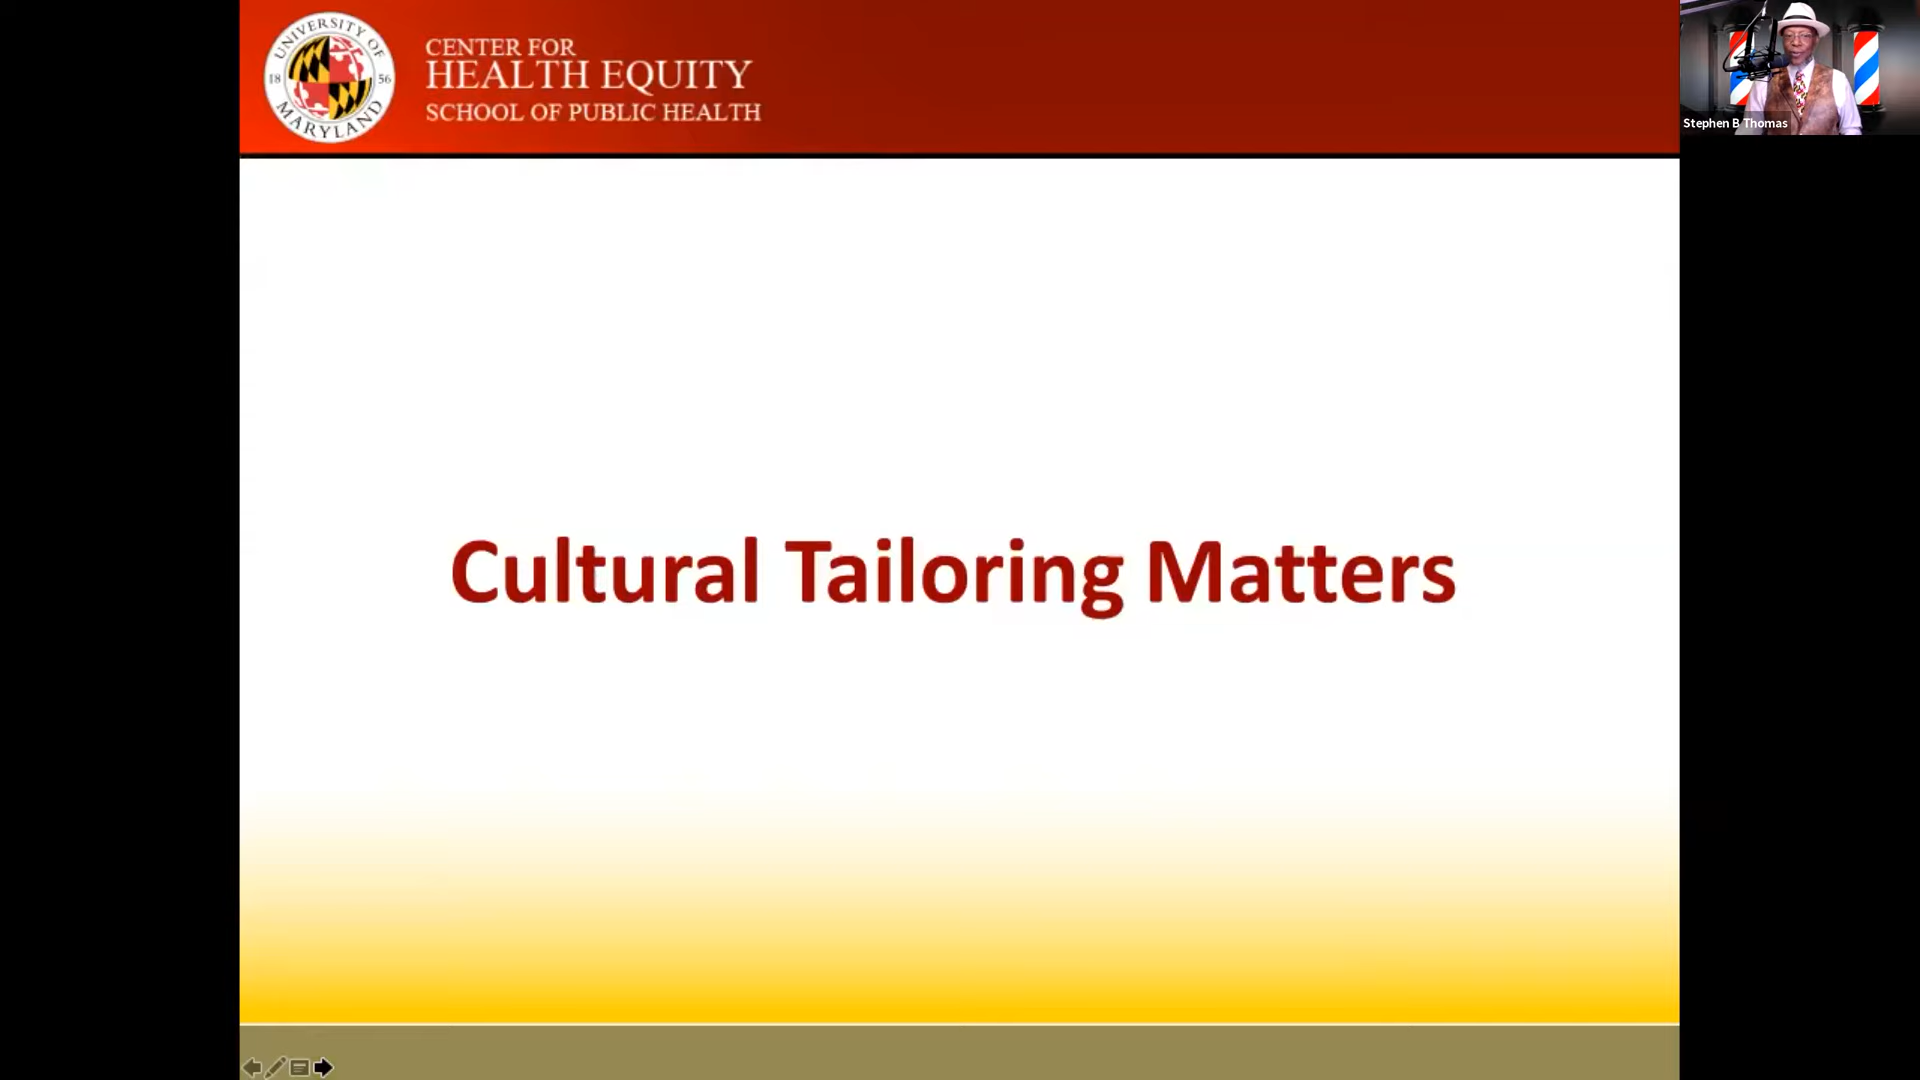 UNIVERSITY OF
18 56
MARYLAND
CENTER FOR
HEALTH EQUITY
SCHOOL OF PUBLIC HEALTH
Stephen B Thomas
Cultural Tailoring Matters